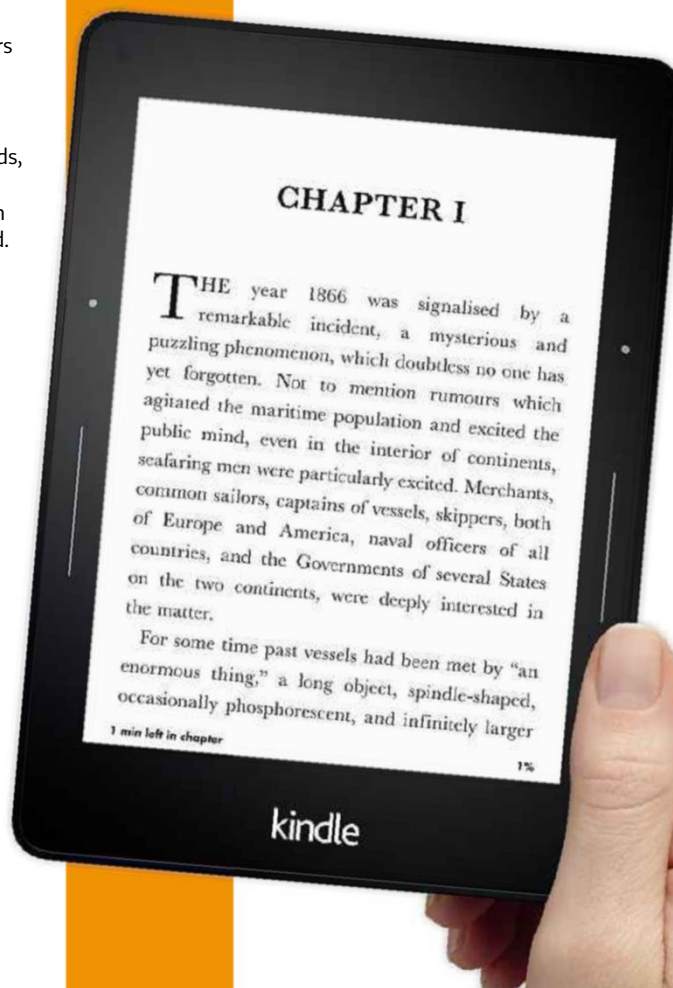 rs
ds,
n
d.
CHAPTER I
THE year 1866 was signalised by a
remarkable incident, a mysterious and
puzzling phenomenon, which doubtless no one has
yet forgotten. Not to mention rumours which
agitated the maritime population and excited the
public mind, even in the interior of continents,
seafaring men were particularly excited. Merchants,
common sailors, captains of vessels, skippers, both
of Europe and America, naval officers of all
countries, and the Governments of several States
on the two continents, were deeply interested in
the matter.
For some time past vessels had been met by “an
enormous thing,” a long object, spindle-shaped,
occasionally phosphorescent, and infinitely larger
1 min left in chapter 1%
kindle